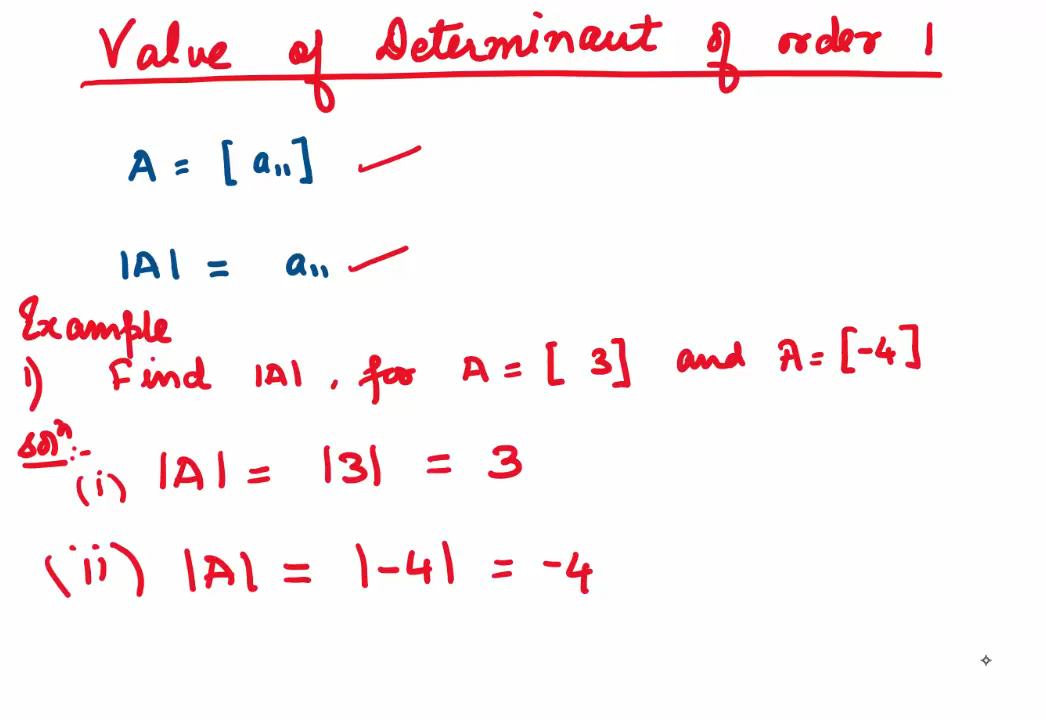 Value of Determinant of order 1
A = [ a₁₁ ]
|A| = a₁₁
Example
1) Find |A|, for A = [ 3 ] and A = [-4]
Solⁿ:-
(i) |A| = |3| = 3
(ii) |A| = |-4| = -4